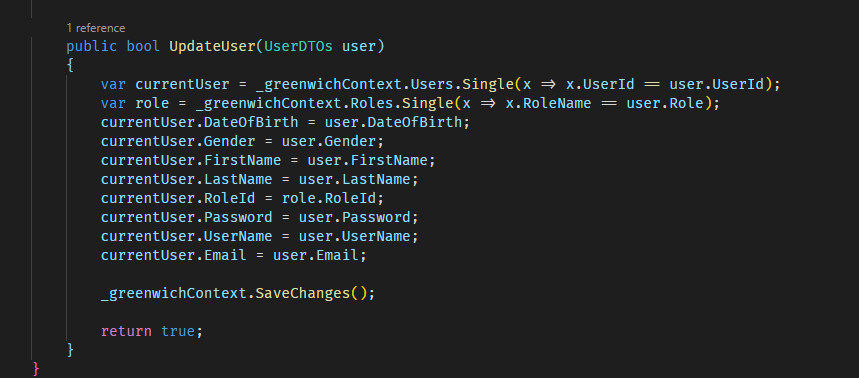 1 reference
public bool UpdateUser(UserDTOs user)
{
var currentUser = _greenwichContext.Users.Single(x => x.UserId == user.UserId);
var role = _greenwichContext.Roles.Single(x => x.RoleName == user.Role);
currentUser.DateOfBirth = user.DateOfBirth;
currentUser.Gender = user.Gender;
currentUser.FirstName = user.FirstName;
currentUser.LastName = user.LastName;
currentUser.RoleId = role.RoleId;
currentUser.Password = user.Password;
currentUser.UserName = user.UserName;
currentUser.Email = user.Email;
_greenwichContext.SaveChanges();
return true;
}
}